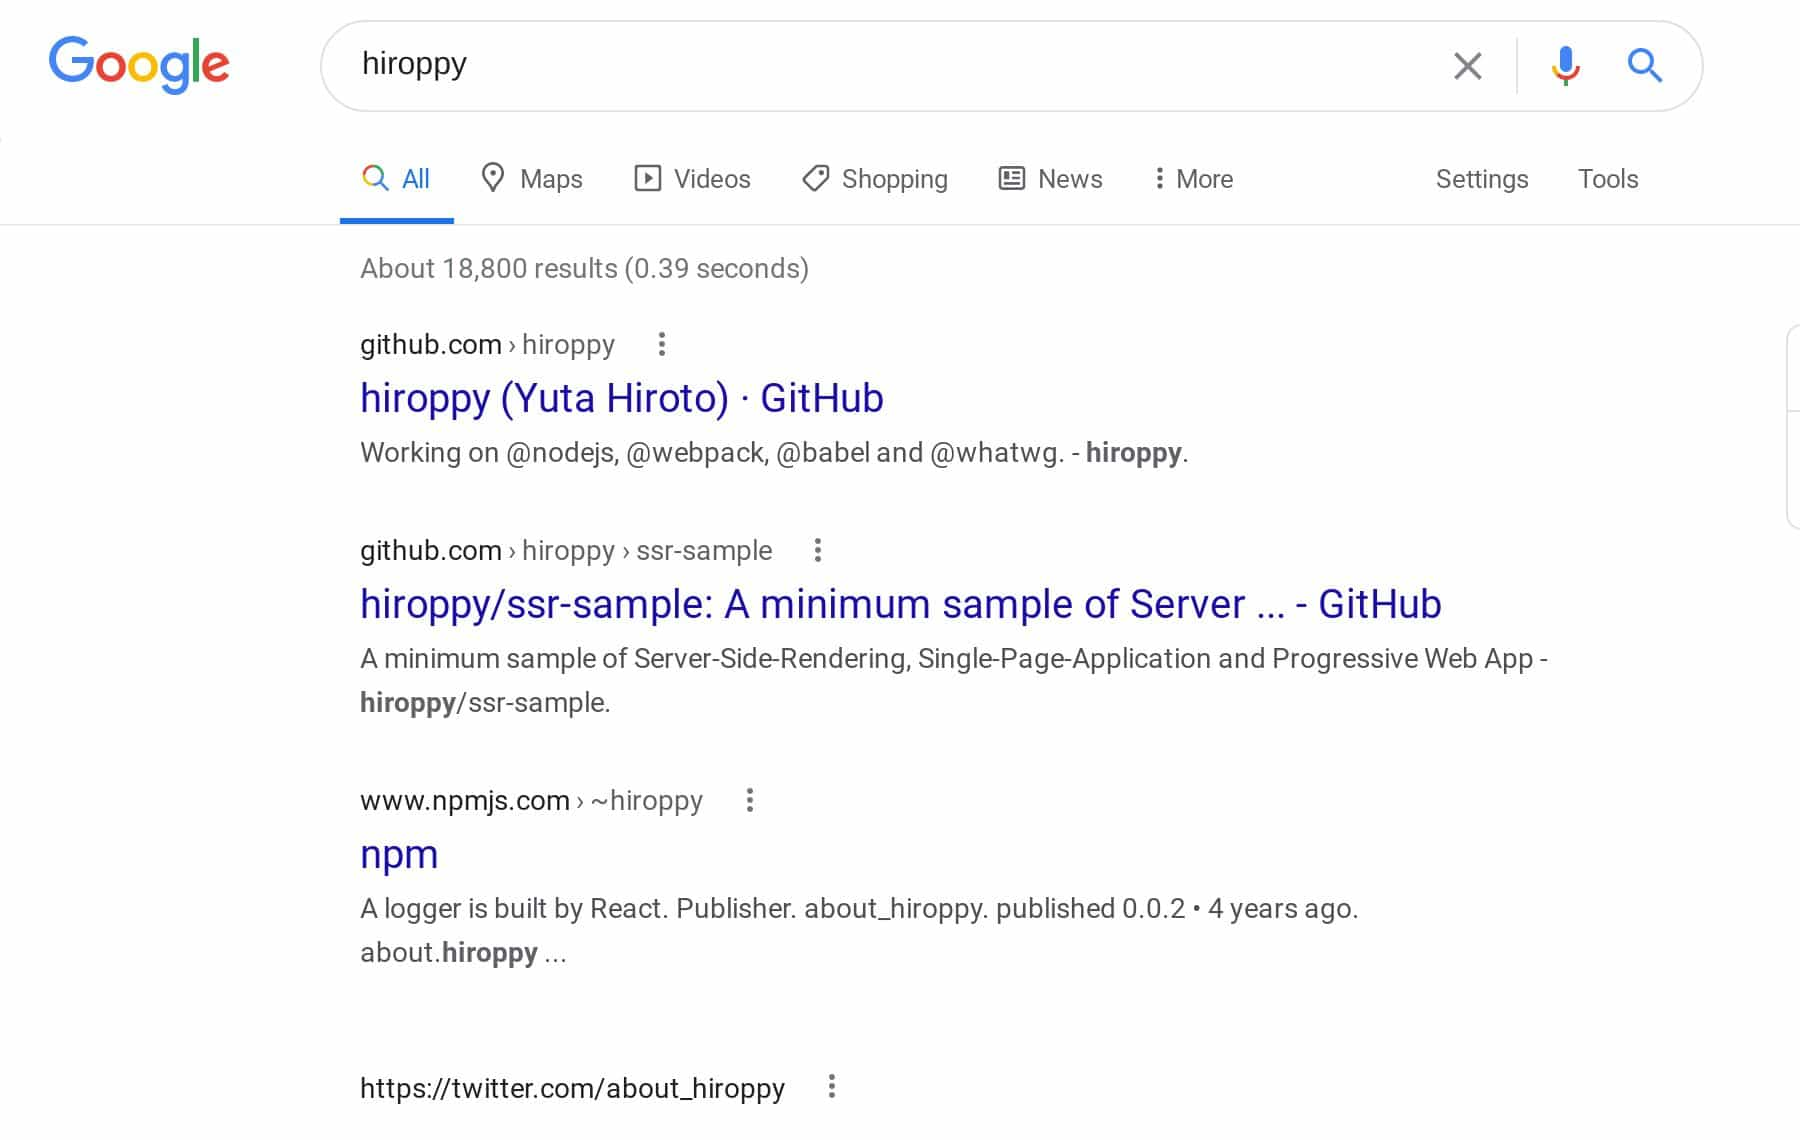 Google
hiroppy
All Maps Videos Shopping News More Settings Tools
About 18,800 results (0.39 seconds)
github.com › hiroppy
hiroppy (Yuta Hiroto) · GitHub
Working on @nodejs, @webpack, @babel and @whatwg. - hiroppy.
github.com › hiroppy › ssr-sample
hiroppy/ssr-sample: A minimum sample of Server ... - GitHub
A minimum sample of Server-Side-Rendering, Single-Page-Application and Progressive Web App -
hiroppy/ssr-sample.
www.npmjs.com › ~hiroppy
npm
A logger is built by React. Publisher. about_hiroppy. published 0.0.2 • 4 years ago.
about.hiroppy ...
https://twitter.com/about_hiroppy